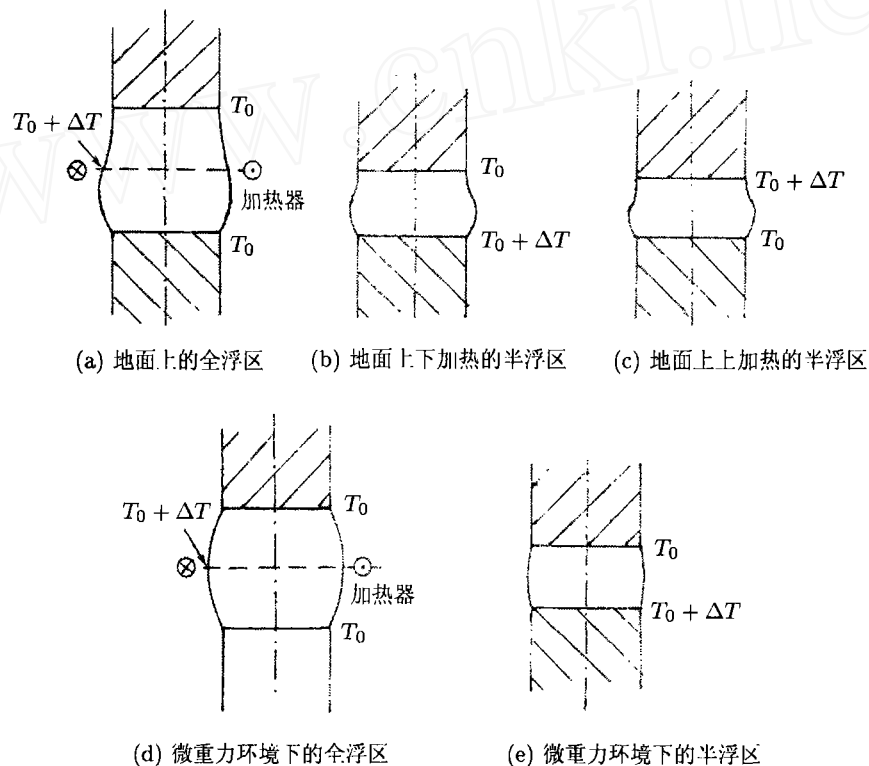 www.cnki.ne
T₀
T₀ + ΔT
加热器
T₀
(a) 地面上的全浮区
T₀
T₀ + ΔT
(b) 地面上下加热的半浮区
T₀ + ΔT
T₀
(c) 地面上上加热的半浮区
T₀
T₀ + ΔT
加热器
T₀
(d) 微重力环境下的全浮区
T₀
T₀ + ΔT
(e) 微重力环境下的半浮区